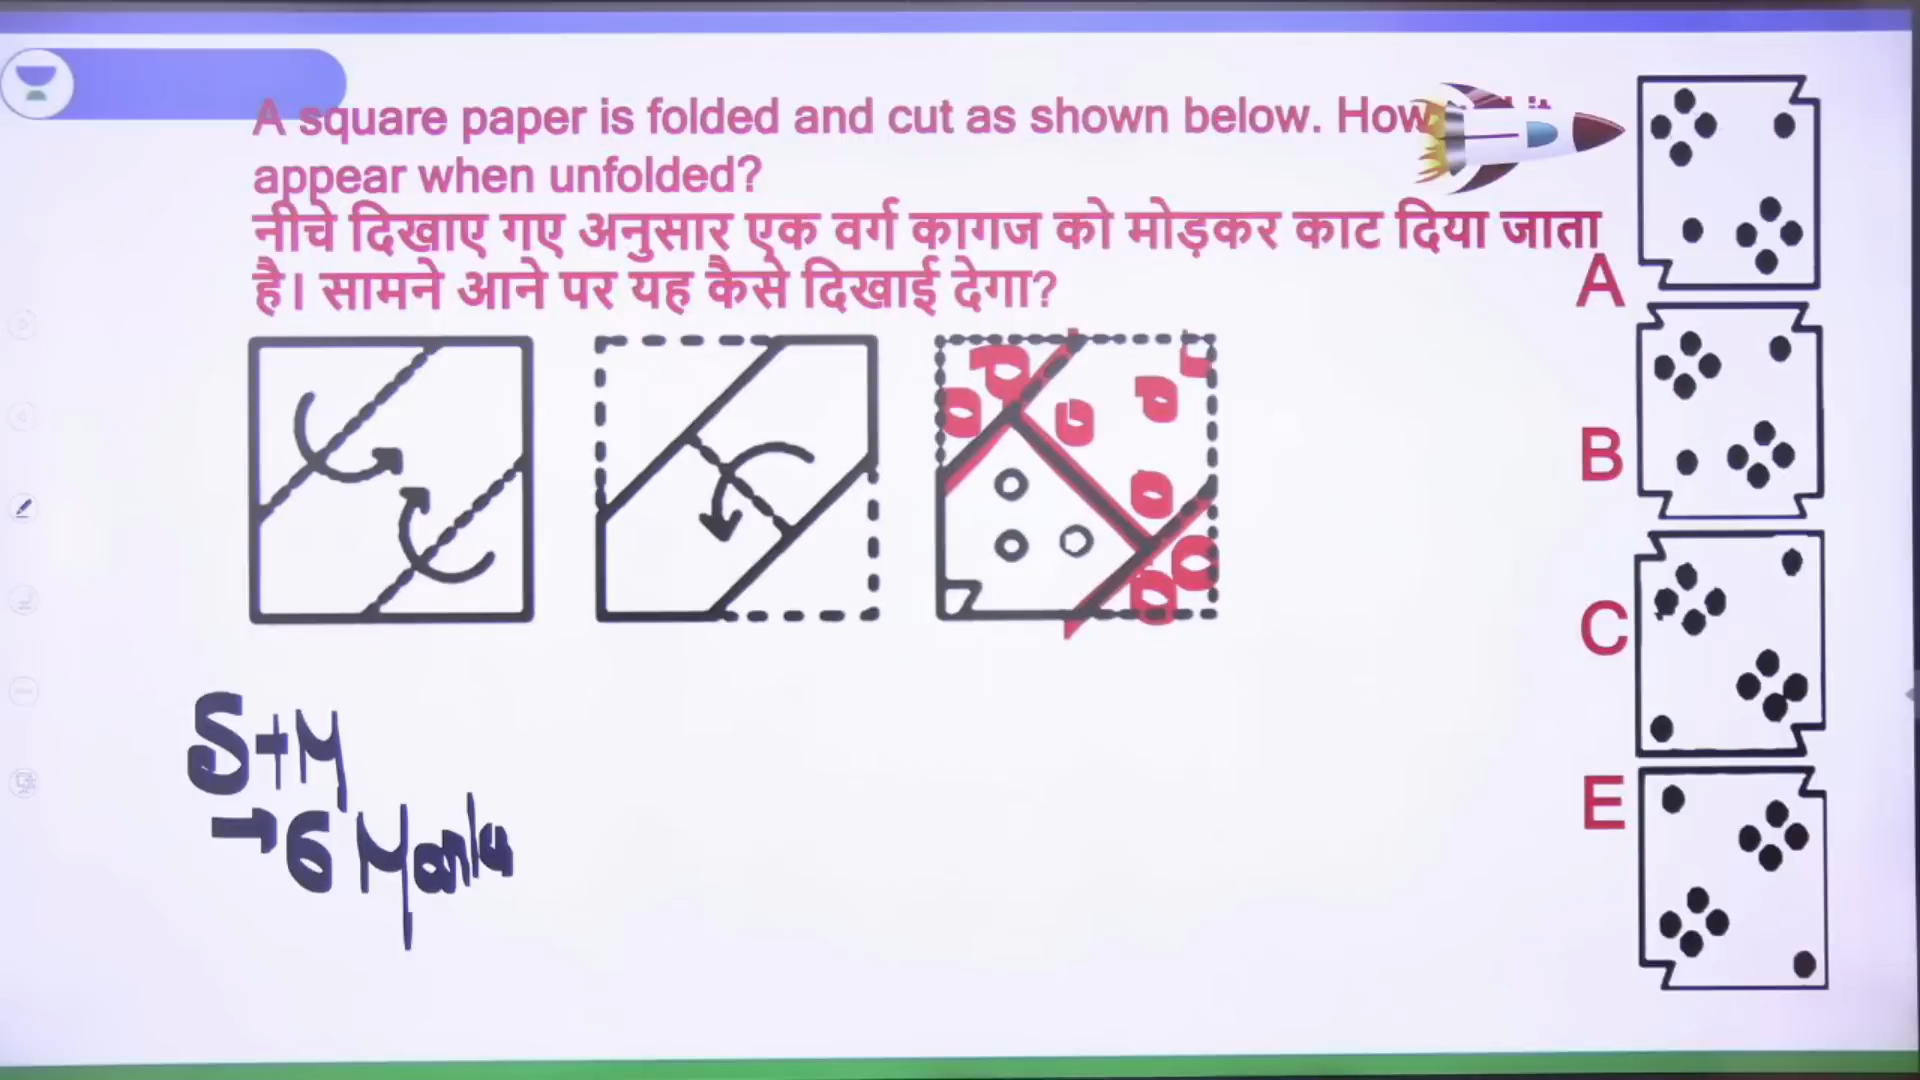 A square paper is folded and cut as shown below. How
appear when unfolded?
नीचे दिखाए गए अनुसार एक वर्ग कागज को मोड़कर काट दिया जाता
है। सामने आने पर यह कैसे दिखाई देगा?
A
B
C
E
S+M
6